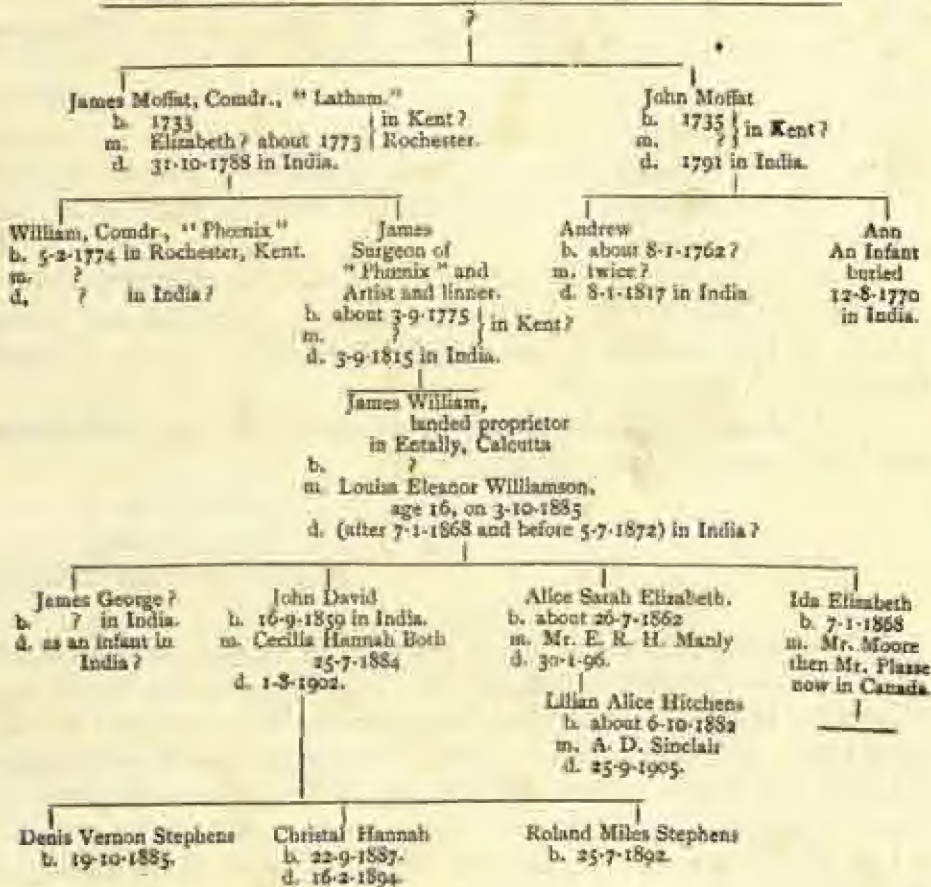 ?
James Moffat, Comdr., "Latham."
b. 1733 } in Kent?
m. Elizabeth? about 1773 { Rochester.
d. 31-10-1788 in India.
John Moffat
b. 1735 } in Kent?
m. ?
d. 1791 in India.
William, Comdr., "Phœnix"
b. 5-2-1774 in Rochester, Kent.
m. ?
d, ? in India?
James
Surgeon of
"Phœnix" and
Artist and linner.
b. about 3-9-1775 } in Kent?
m. ?
d. 3-9-1815 in India.
Andrew
b. about 8-1-1762?
m. twice?
d. 8-1-1817 in India
Ann
An Infant
buried
12-8-1770
in India.
James William,
landed proprietor
in Entally, Calcutta
b. ?
m Louisa Eleanor Williamson,
age 16, on 3-10-1885
d. (after 7-1-1868 and before 5-7-1872) in India?
James George?
b. ? in India.
d. as an infant in
India?
John David
b. 16-9-1859 in India.
m. Cecilia Hannah Both
25-7-1884
d. 1-8-1902.
Alice Sarah Elizabeth.
b. about 26-7-1862
m. Mr. E. R. H. Manly
d. 30-1-96.
Ida Elizabeth
b. 7-1-1868
m. Mr. Moore
then Mr. Plasse
now in Canada.
Lilian Alice Hitchens
b. about 6-10-1882
m. A. D. Sinclair
d. 25-9-1905.
Denis Vernon Stephens
b. 19-10-1885.
Christal Hannah
b. 22-9-1887.
d. 16-2-1894
Roland Miles Stephens
b. 25-7-1892.